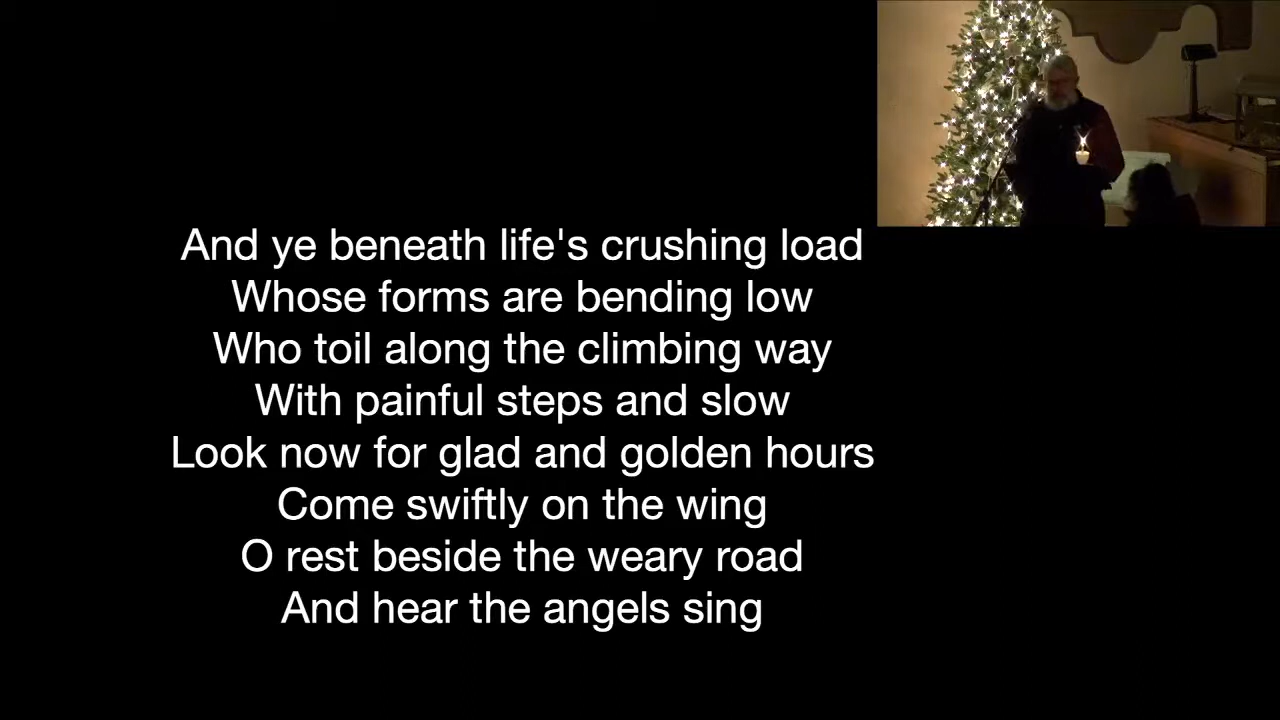 And ye beneath life's crushing load
Whose forms are bending low
Who toil along the climbing way
With painful steps and slow
Look now for glad and golden hours
Come swiftly on the wing
O rest beside the weary road
And hear the angels sing